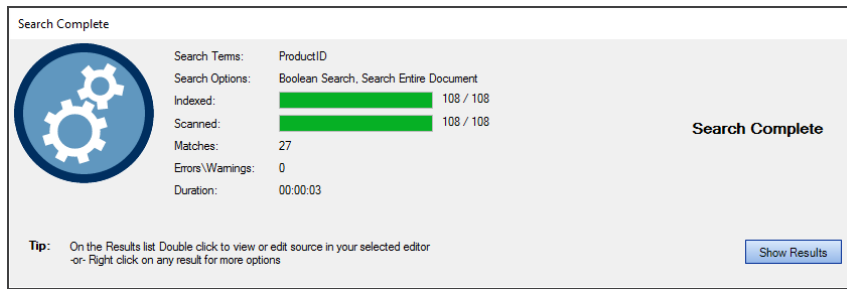 Search Complete
Search Terms: ProductID
Search Options: Boolean Search, Search Entire Document
Indexed: 108 / 108
Scanned: 108 / 108
Matches: 27
Errors\Warnings: 0
Duration: 00:00:03
Search Complete
Tip: On the Results list Double click to view or edit source in your selected editor
-or- Right click on any result for more options
Show Results